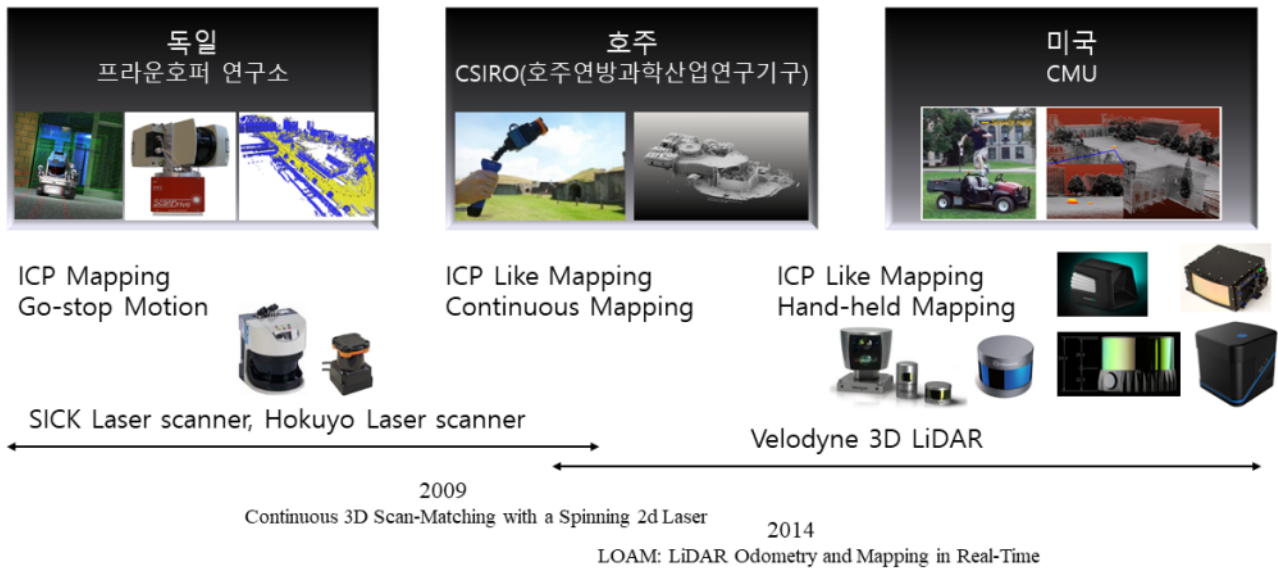 독일
프라운호퍼 연구소
호주
CSIRO(호주연방과학산업연구기구)
미국
CMU
ICP Mapping
Go-stop Motion
ICP Like Mapping
Continuous Mapping
ICP Like Mapping
Hand-held Mapping
SICK Laser scanner, Hokuyo Laser scanner
Velodyne 3D LiDAR
2009
Continuous 3D Scan-Matching with a Spinning 2d Laser
2014
LOAM: LiDAR Odometry and Mapping in Real-Time